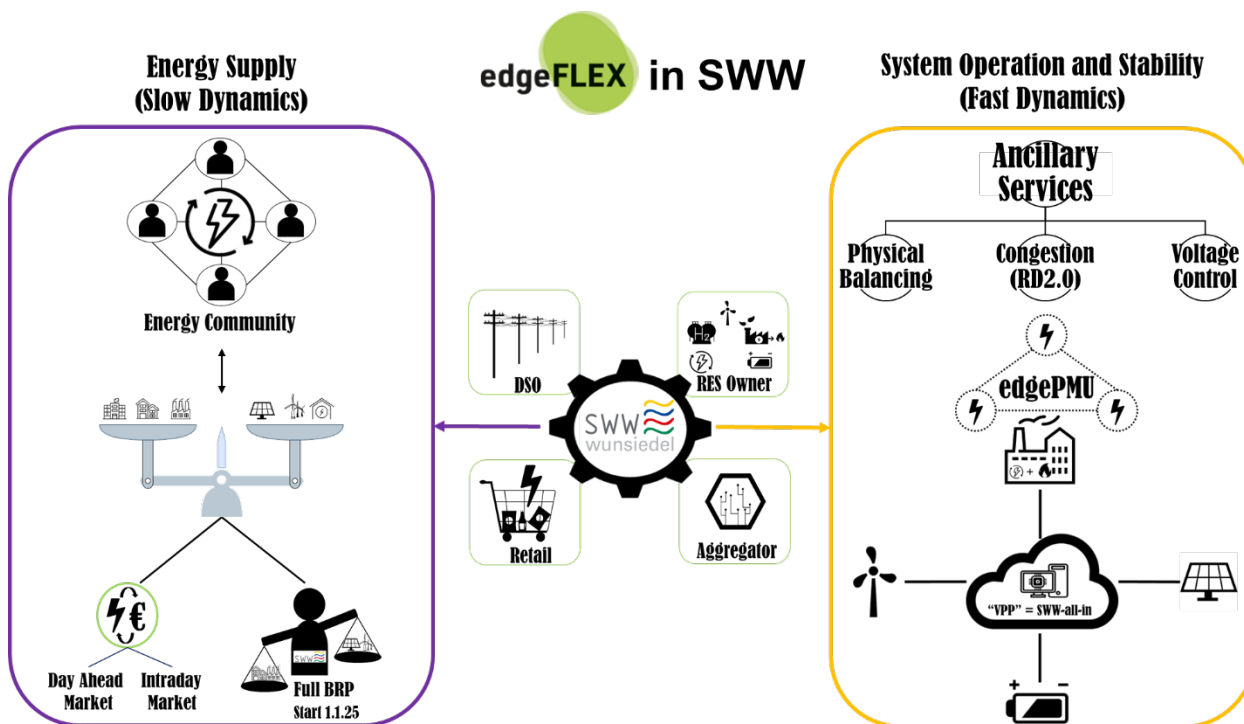 edgeFLEX in SWW
Energy Supply
(Slow Dynamics)
System Operation and Stability
(Fast Dynamics)
Energy Community
Day Ahead
Market
Intraday
Market
€
SWW
Full BRP
Start 1.1.25
DSO
H2
RES Owner
SWW
wunsiedel
Retail
Aggregator
Ancillary
Services
Physical
Balancing
Congestion
(RD2.0)
Voltage
Control
edgePMU
"VPP" = SWW-all-in